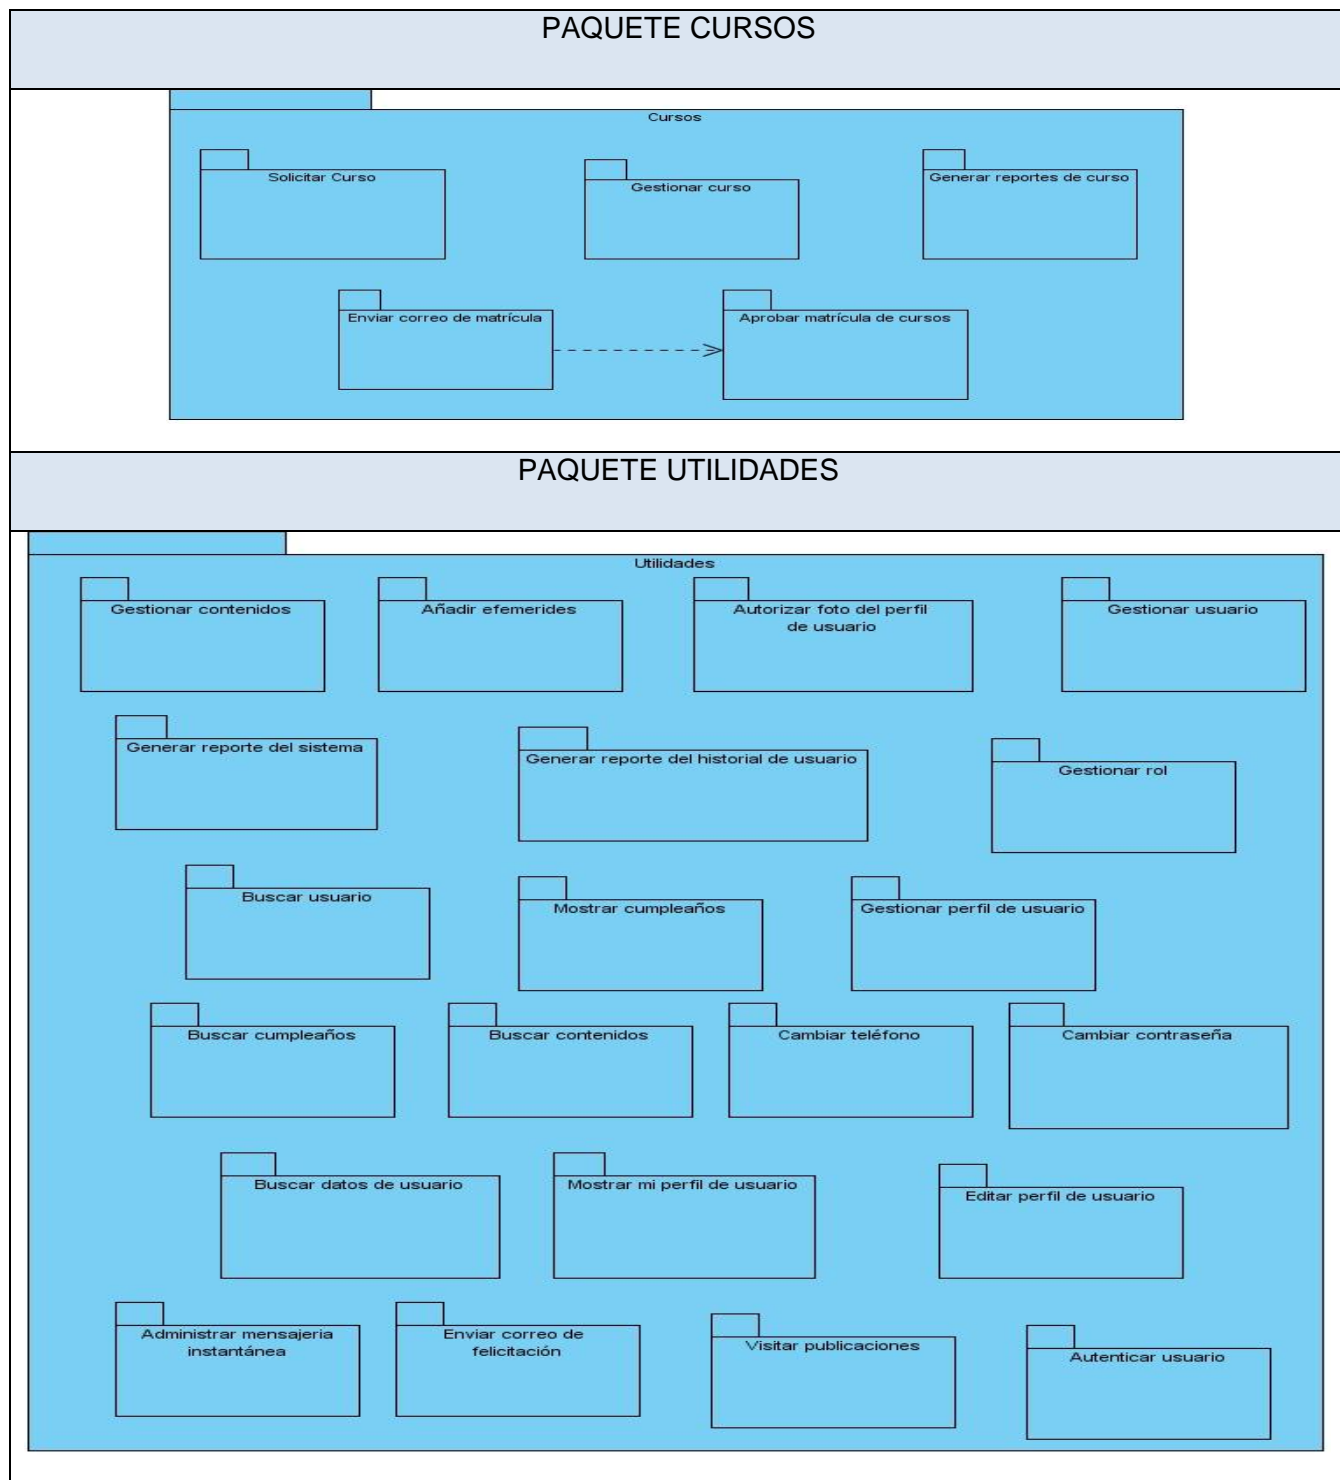 PAQUETE CURSOS
Cursos
Solicitar Curso
Gestionar curso
Generar reportes de curso
Enviar correo de matrícula
Aprobar matrícula de cursos
PAQUETE UTILIDADES
Utilidades
Gestionar contenidos
Añadir efemerides
Autorizar foto del perfil
de usuario
Gestionar usuario
Generar reporte del sistema
Generar reporte del historial de usuario
Gestionar rol
Buscar usuario
Mostrar cumpleaños
Gestionar perfil de usuario
Buscar cumpleaños
Buscar contenidos
Cambiar teléfono
Cambiar contraseña
Buscar datos de usuario
Mostrar mi perfil de usuario
Editar perfil de usuario
Administrar mensajeria
instantánea
Enviar correo de
felicitación
Visitar publicaciones
Autenticar usuario